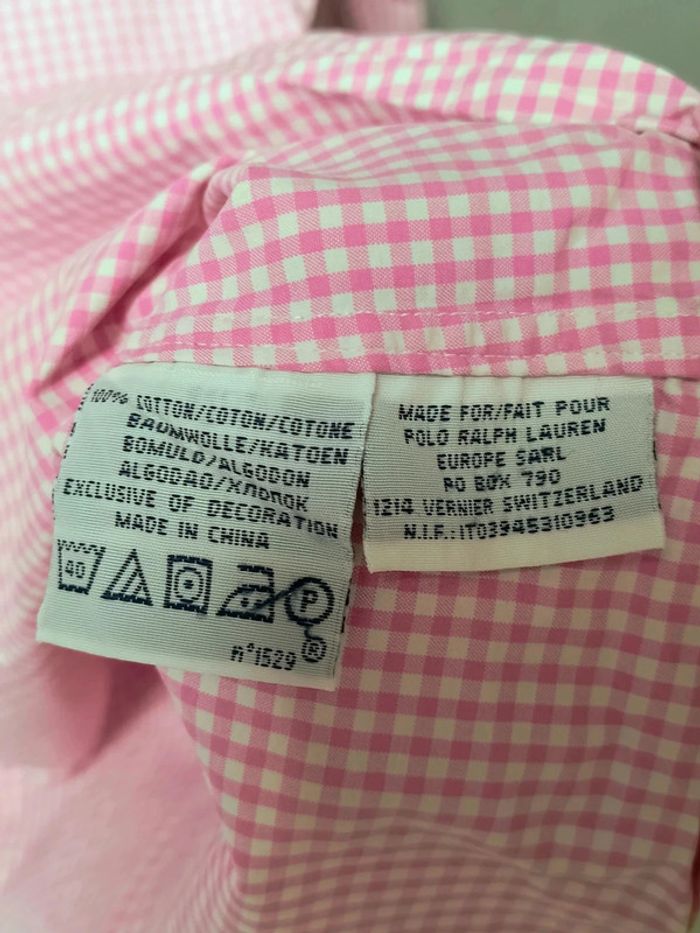 100% COTTON/COTON/COTONE
BAUMWOLLE/KATOEN
BOMULD/ALGODON
ALGODAO/ХЛОПОК
EXCLUSIVE OF DECORATION
MADE IN CHINA
40
P
n°1529 ®
MADE FOR/FAIT POUR
POLO RALPH LAUREN
EUROPE SARL
PO BOX 790
1214 VERNIER SWITZERLAND
N.I.F.:IT03945310963